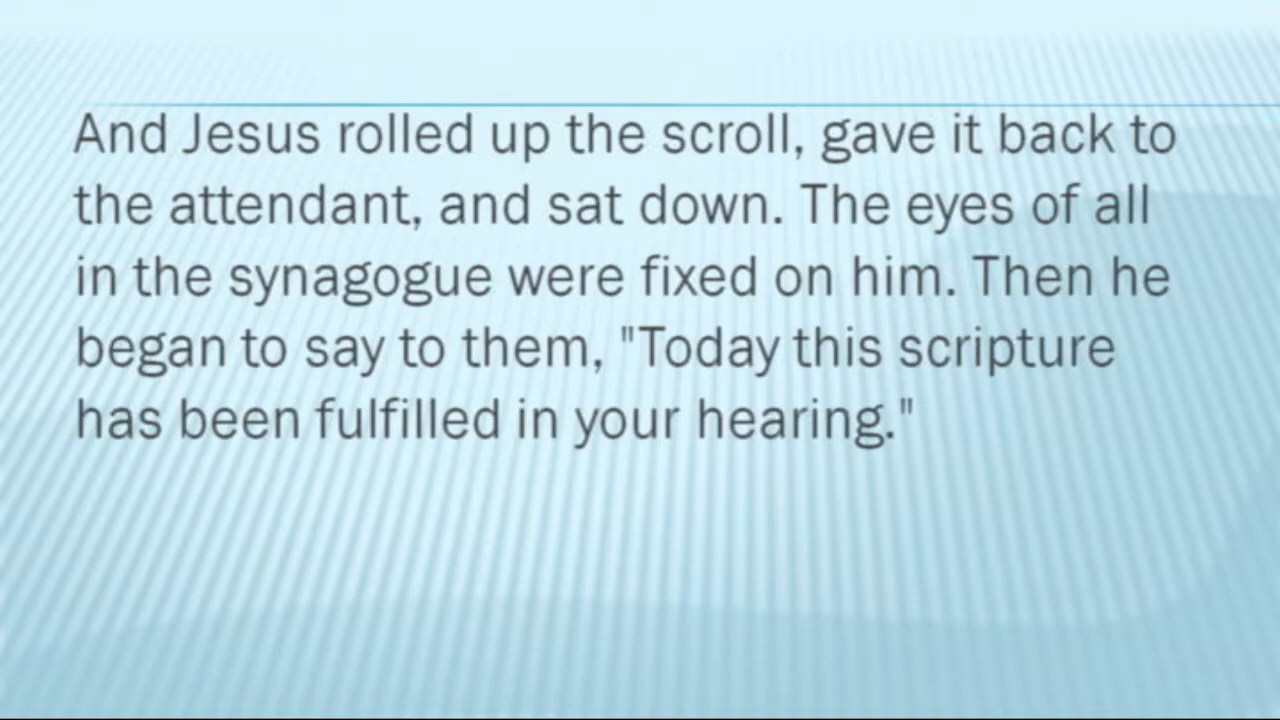 And Jesus rolled up the scroll, gave it back to
the attendant, and sat down. The eyes of all
in the synagogue were fixed on him. Then he
began to say to them, "Today this scripture
has been fulfilled in your hearing."